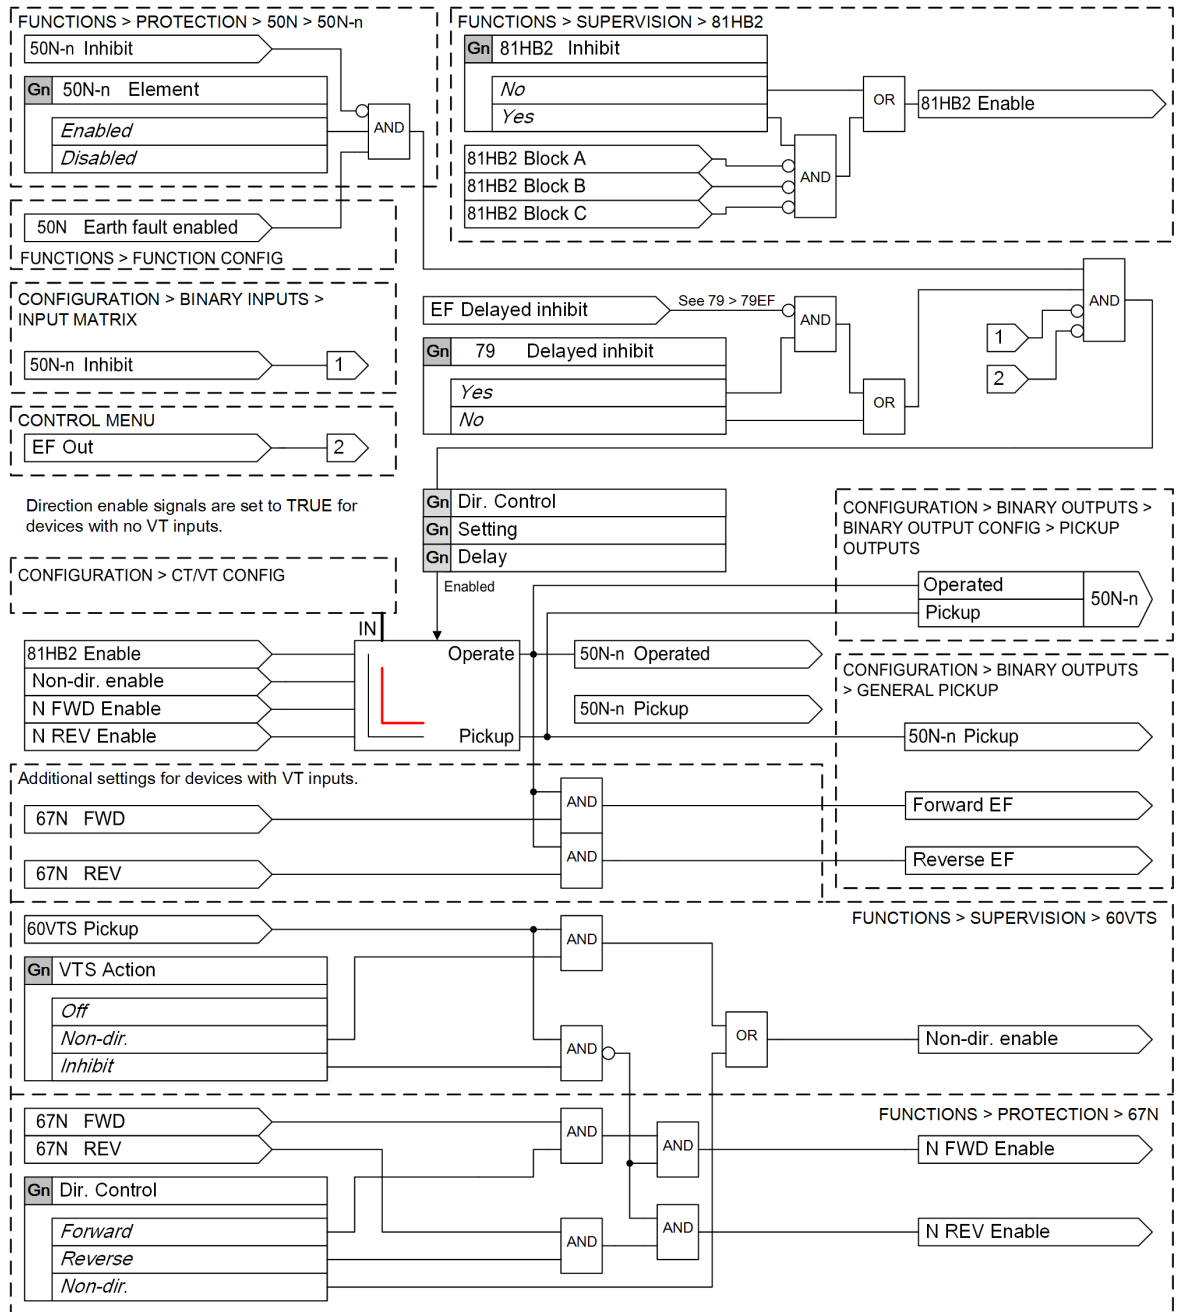 FUNCTIONS > PROTECTION > 50N > 50N-n
50N-n Inhibit
Gn 50N-n Element
Enabled
Disabled
AND
50N Earth fault enabled
FUNCTIONS > FUNCTION CONFIG
FUNCTIONS > SUPERVISION > 81HB2
Gn 81HB2 Inhibit
No
Yes
81HB2 Block A
81HB2 Block B
81HB2 Block C
AND
OR
81HB2 Enable
CONFIGURATION > BINARY INPUTS >
INPUT MATRIX
50N-n Inhibit
1
CONTROL MENU
EF Out
2
EF Delayed inhibit
See 79 > 79EF
AND
Gn 79 Delayed inhibit
Yes
No
OR
1
2
AND
Direction enable signals are set to TRUE for
devices with no VT inputs.
Gn Dir. Control
Gn Setting
Gn Delay
Enabled
CONFIGURATION > CT/VT CONFIG
IN
81HB2 Enable
Non-dir. enable
N FWD Enable
N REV Enable
Operate
Pickup
50N-n Operated
50N-n Pickup
CONFIGURATION > BINARY OUTPUTS >
BINARY OUTPUT CONFIG > PICKUP
OUTPUTS
Operated
Pickup
50N-n
CONFIGURATION > BINARY OUTPUTS
> GENERAL PICKUP
50N-n Pickup
Forward EF
Reverse EF
Additional settings for devices with VT inputs.
67N FWD
67N REV
AND
AND
FUNCTIONS > SUPERVISION > 60VTS
60VTS Pickup
Gn VTS Action
Off
Non-dir.
Inhibit
AND
AND
OR
Non-dir. enable
FUNCTIONS > PROTECTION > 67N
67N FWD
67N REV
Gn Dir. Control
Forward
Reverse
Non-dir.
AND
AND
AND
AND
N FWD Enable
N REV Enable